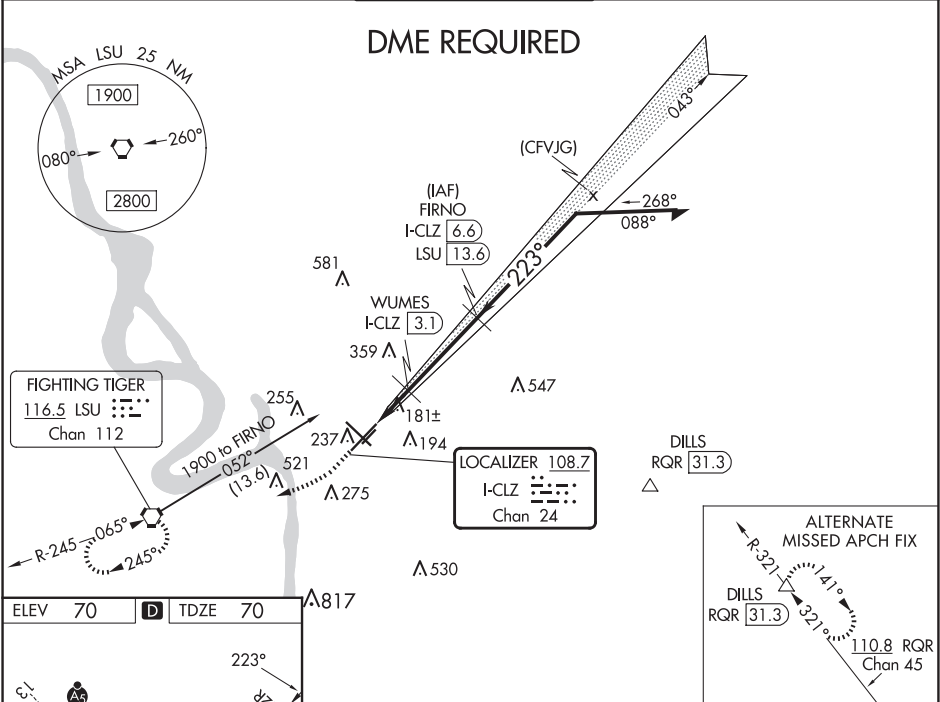 DME REQUIRED
MSA LSU 25 NM
1900
080°
260°
2800
(CFVJG)
043°
268°
088°
223°
(IAF)
FIRNO
I-CLZ 6.6
LSU 13.6
581
WUMES
I-CLZ 3.1
359
547
FIGHTING TIGER
116.5 LSU
Chan 112
255
181±
237
194
1900 to FIRNO
052°
(13.6)
521
275
LOCALIZER 108.7
I-CLZ
Chan 24
DILLS
RQR 31.3
R-245
065°
245°
530
817
ALTERNATE
MISSED APCH FIX
R-321
141°
DILLS
RQR 31.3
321°
110.8 RQR
Chan 45
ELEV 70 D TDZE 70
223°
A5